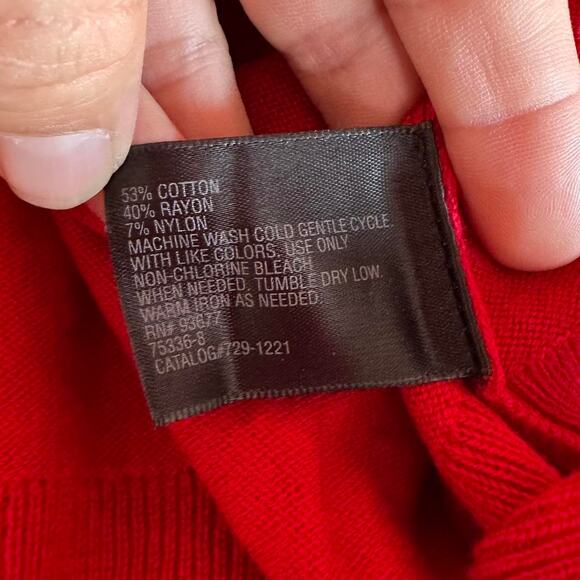 53% COTTON
40% RAYON
7% NYLON
MACHINE WASH COLD GENTLE CYCLE
WITH LIKE COLORS. USE ONLY
NON-CHLORINE BLEACH
WHEN NEEDED. TUMBLE DRY LOW.
WARM IRON AS NEEDED.
RN# 93677
75336-8
CATALOG#729-1221